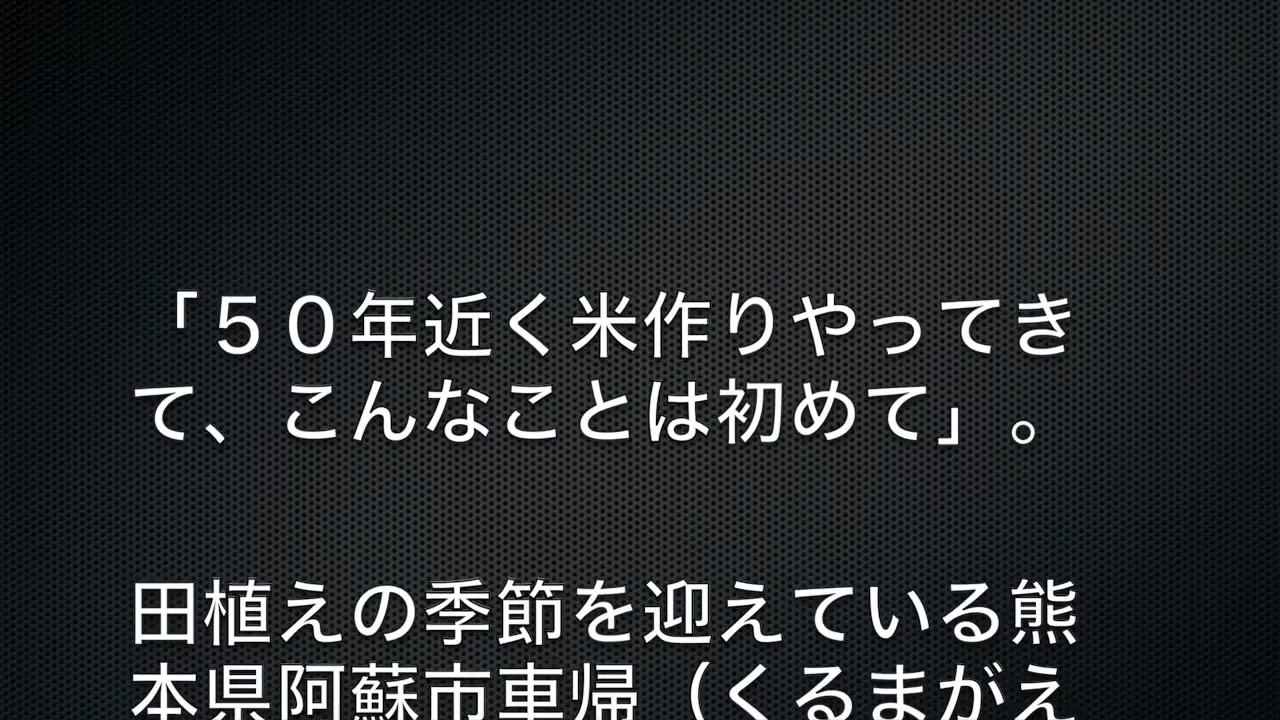 「５０年近く米作りやってき
て、こんなことは初めて」。
田植えの季節を迎えている熊
本県阿蘇市車帰（くるまがえ